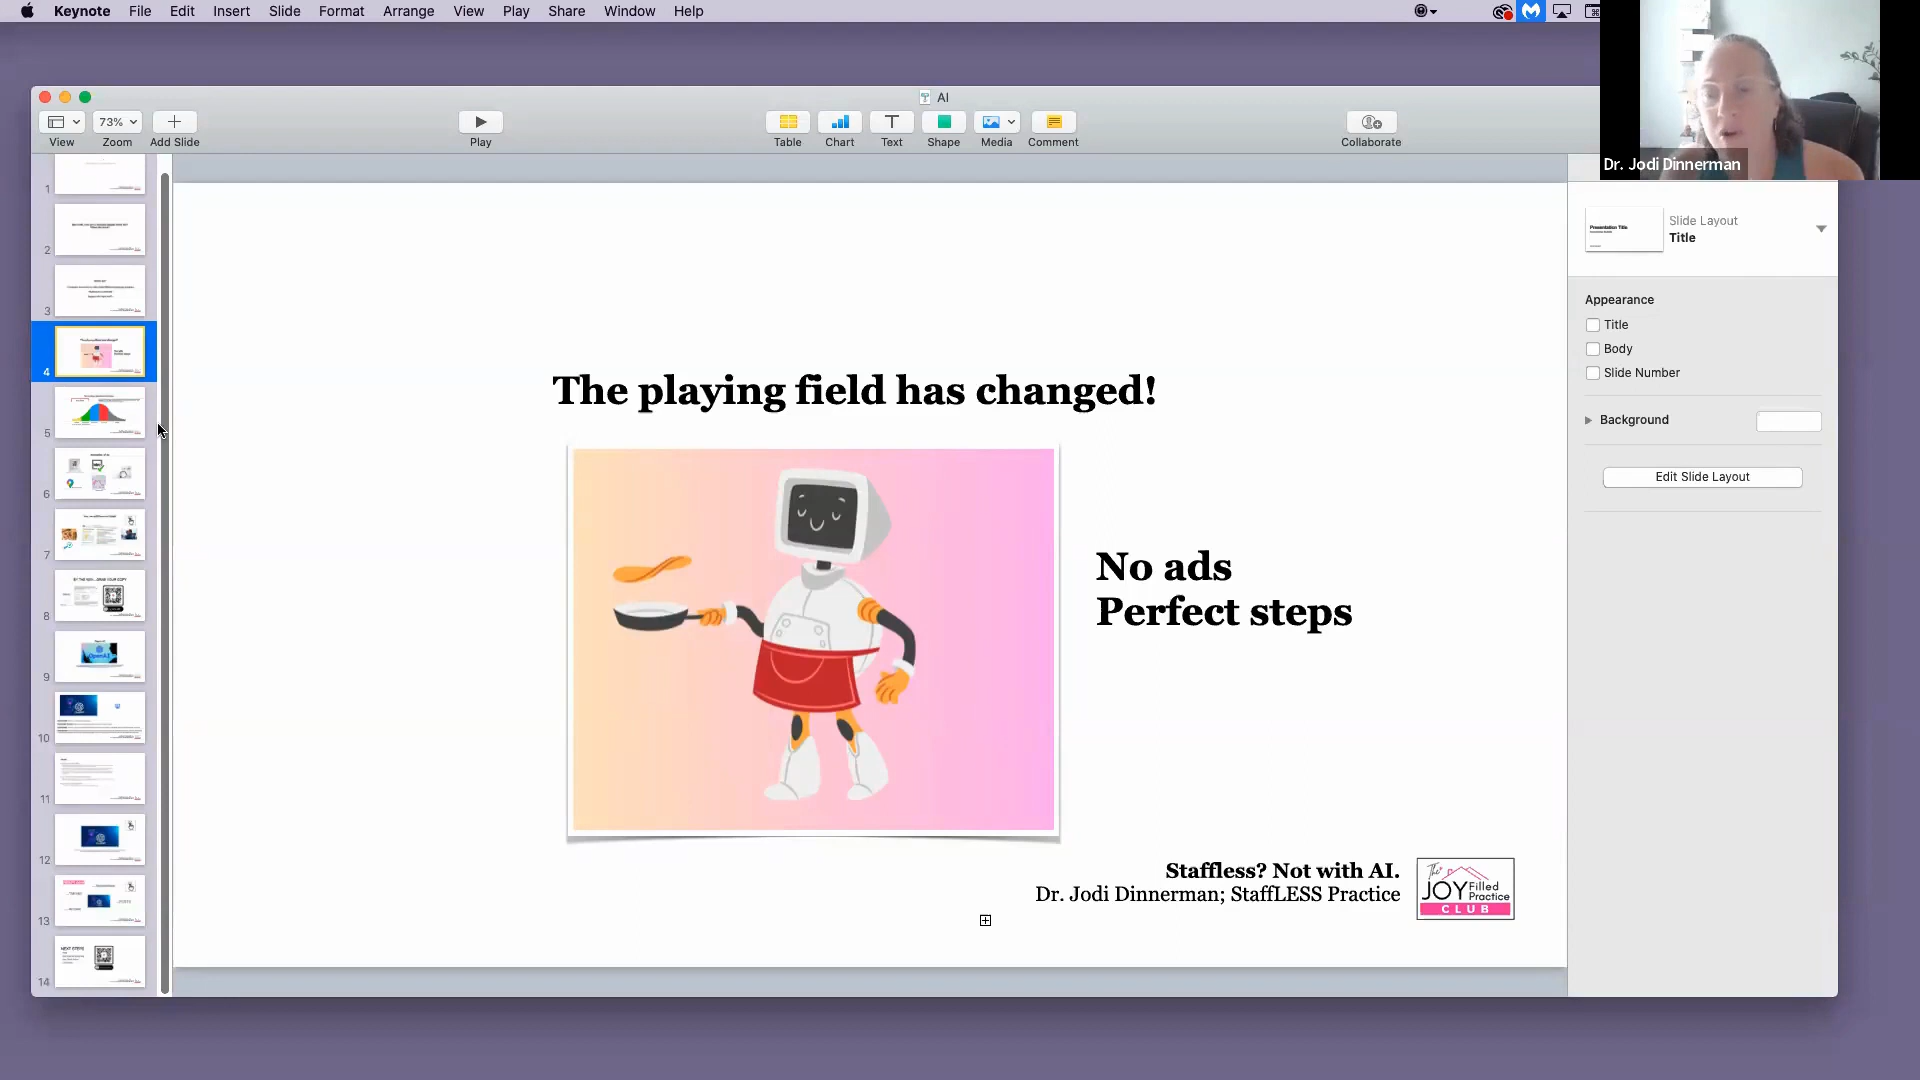 Keynote File Edit Insert Slide Format Arrange View Play Share Window Help
AI
73%
View Zoom Add Slide Play Table Chart Text Shape Media Comment Collaborate
Dr. Jodi Dinnerman
1
2
3
4
5
6
7
8
9
10
11
12
13
14
The playing field has changed!
No ads
Perfect steps
Staffless? Not with AI.
Dr. Jodi Dinnerman; StaffLESS Practice
The
JOY Filled
Practice
CLUB
Presentation Title
Slide Layout
Title
Appearance
Title
Body
Slide Number
Background
Edit Slide Layout